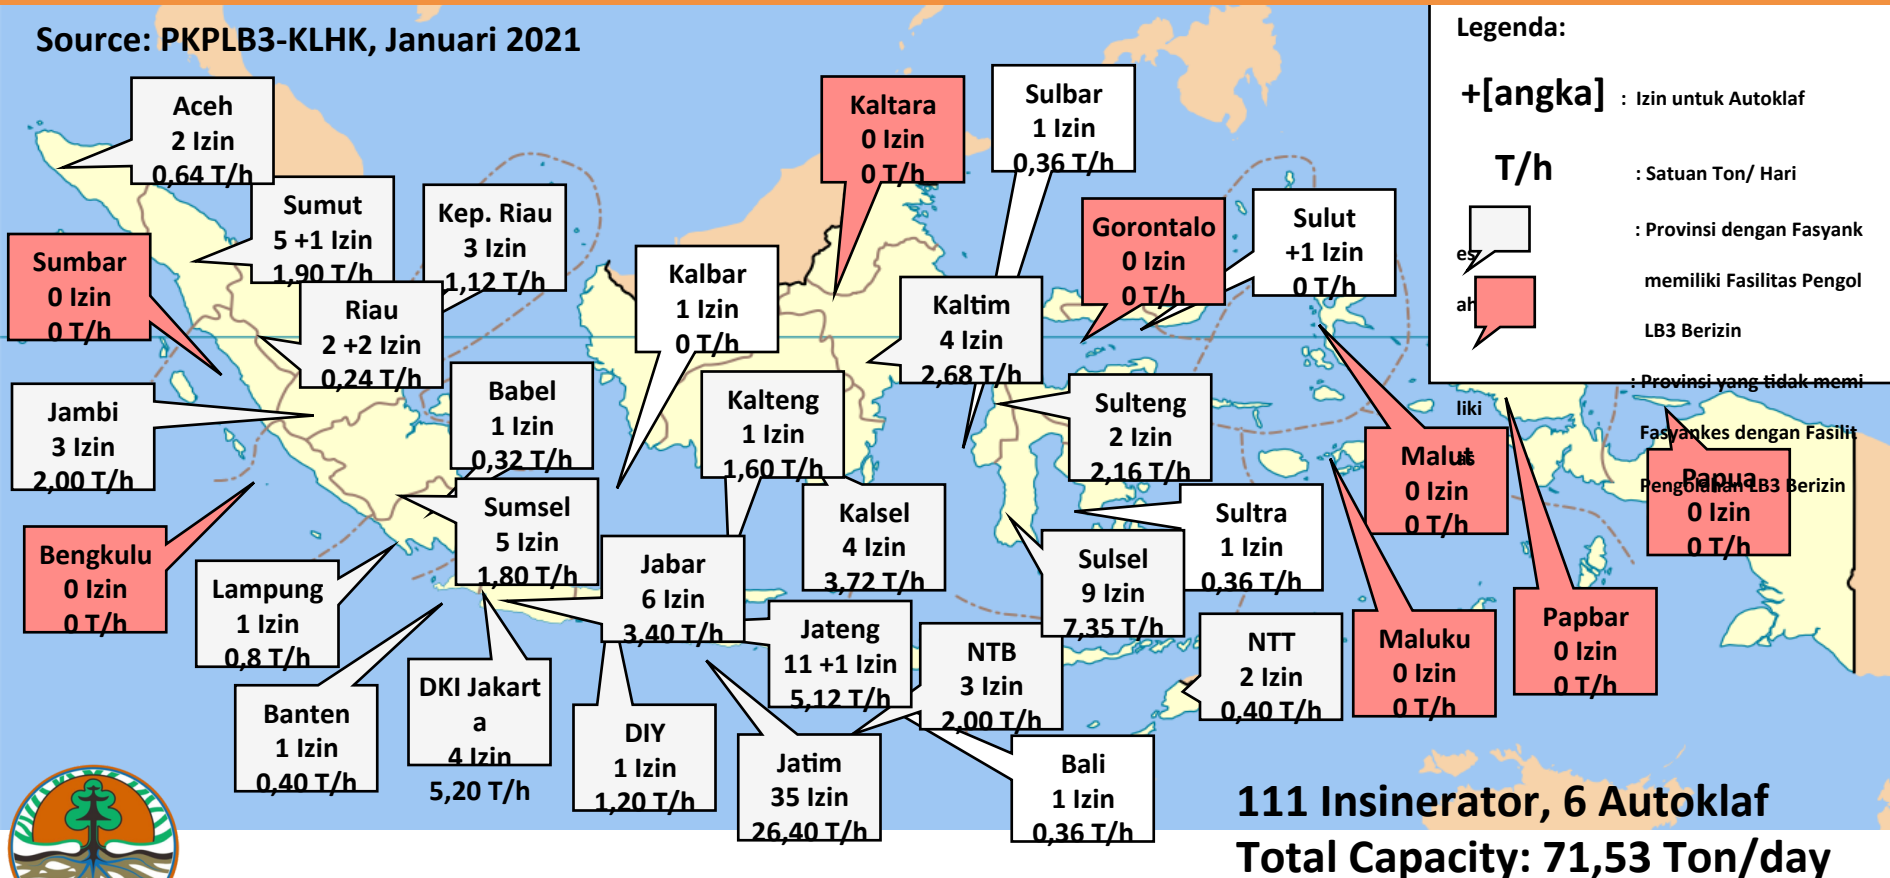 Source: PKPLB3-KLHK, Januari 2021
Aceh
2 Izin
0,64 T/h
Sumut
5 +1 Izin
1,90 T/h
Kep. Riau
3 Izin
1,12 T/h
Sumbar
0 Izin
0 T/h
Riau
2 +2 Izin
0,24 T/h
Jambi
3 Izin
2,00 T/h
Babel
1 Izin
0,32 T/h
Sumsel
5 Izin
1,80 T/h
Bengkulu
0 Izin
0 T/h
Lampung
1 Izin
0,8 T/h
Banten
1 Izin
0,40 T/h
DKI Jakart
a
4 Izin
5,20 T/h
Jabar
6 Izin
3,40 T/h
DIY
1 Izin
1,20 T/h
Jateng
11 +1 Izin
5,12 T/h
Jatim
35 Izin
26,40 T/h
Kalbar
1 Izin
0 T/h
Kalteng
1 Izin
1,60 T/h
Kalsel
4 Izin
3,72 T/h
Kaltara
0 Izin
0 T/h
Kaltim
4 Izin
2,68 T/h
Sulbar
1 Izin
0,36 T/h
Gorontalo
0 Izin
0 T/h
Sulut
+1 Izin
0 T/h
Sulteng
2 Izin
2,16 T/h
Sultra
1 Izin
0,36 T/h
Sulsel
9 Izin
7,35 T/h
NTB
3 Izin
2,00 T/h
Bali
1 Izin
0,36 T/h
NTT
2 Izin
0,40 T/h
Malut
0 Izin
0 T/h
Maluku
0 Izin
0 T/h
Papbar
0 Izin
0 T/h
Papua
0 Izin
0 T/h
Legenda:
+[angka] : Izin untuk Autoklaf
T/h : Satuan Ton/ Hari
: Provinsi dengan Fasyank
es
memiliki Fasilitas Pengol
ah
LB3 Berizin
: Provinsi yang tidak memi
liki
Fasyankes dengan Fasilit
as
Pengolahan LB3 Berizin
111 Insinerator, 6 Autoklaf
Total Capacity: 71,53 Ton/day